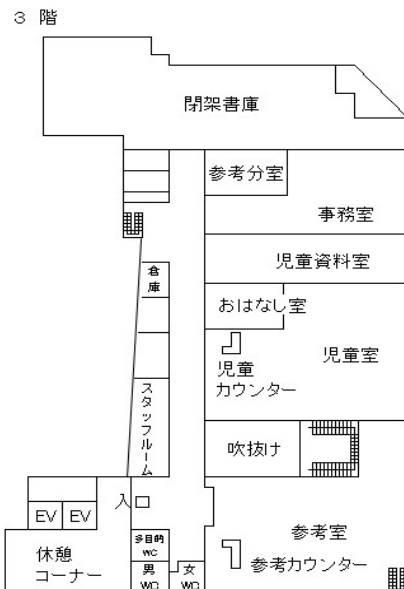 3 階
閉架書庫
参考分室
事務室
児童資料室
倉庫
おはなし室
児童室
児童
カウンター
スタッフルーム
吹抜け
入口
EV
EV
参考室
多目的
WC
休憩
コーナー
参考カウンター
男
WC
女
WC